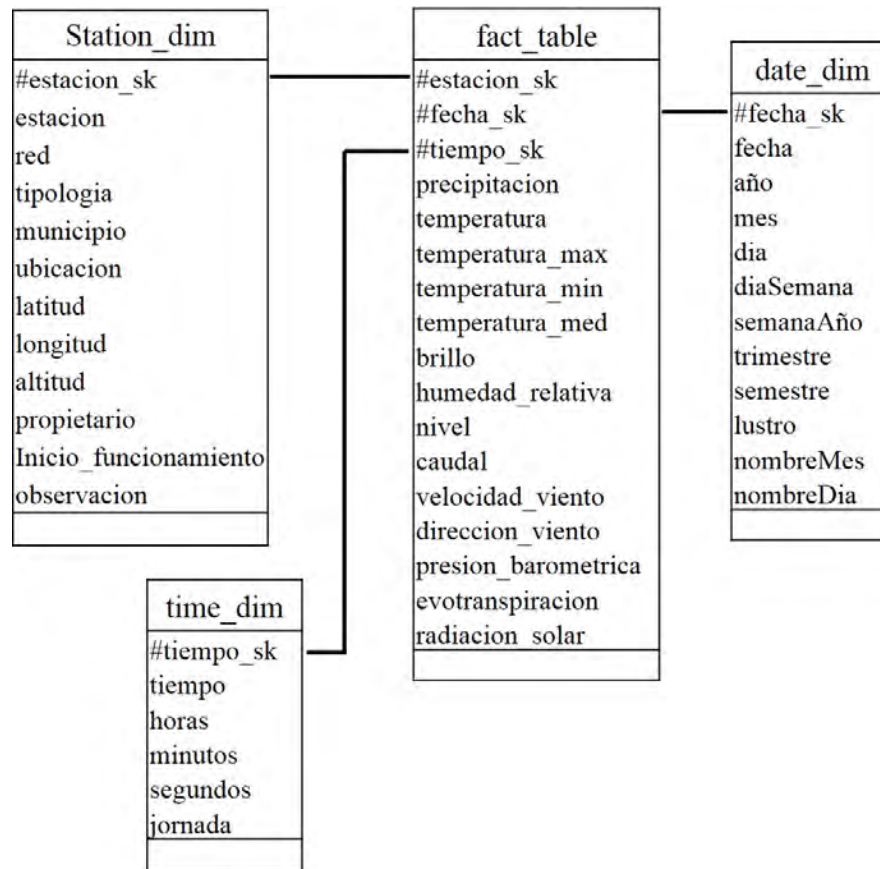 Station_dim
#estacion_sk
estacion
red
tipologia
municipio
ubicacion
latitud
longitud
altitud
propietario
Inicio_funcionamiento
observacion
fact_table
#estacion_sk
#fecha_sk
#tiempo_sk
precipitacion
temperatura
temperatura_max
temperatura_min
temperatura_med
brillo
humedad_relativa
nivel
caudal
velocidad_viento
direccion_viento
presion_barometrica
evotranspiracion
radiacion_solar
date_dim
#fecha_sk
fecha
año
mes
dia
diaSemana
semanaAño
trimestre
semestre
lustro
nombreMes
nombreDia
time_dim
#tiempo_sk
tiempo
horas
minutos
segundos
jornada